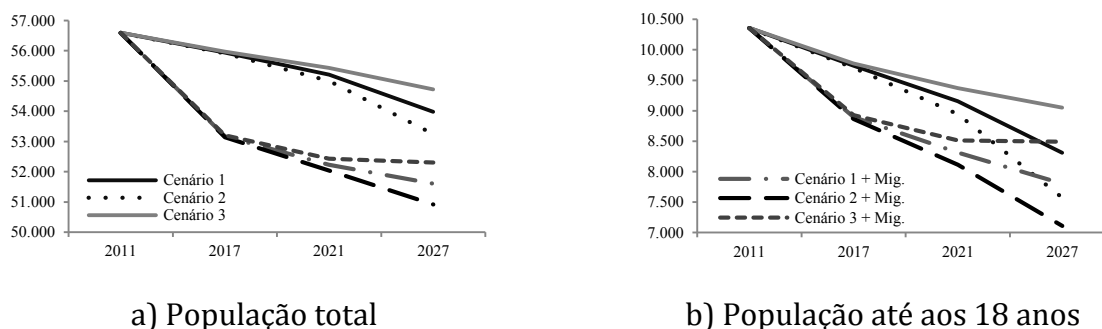 57.000
56.000
55.000
54.000
53.000
52.000
51.000
50.000
Cenário 1
Cenário 2
Cenário 3
2011 2017 2021 2027
a) População total
10.500
10.000
9.500
9.000
8.500
8.000
7.500
7.000
Cenário 1 + Mig.
Cenário 2 + Mig.
Cenário 3 + Mig.
2011 2017 2021 2027
b) População até aos 18 anos